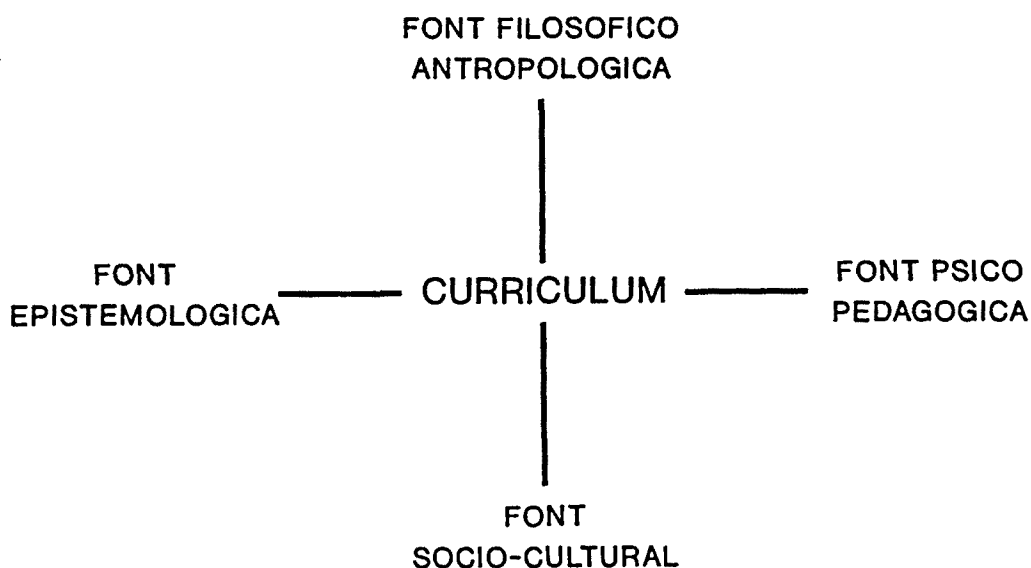 FONT FILOSOFICO
ANTROPOLOGICA
FONT
EPISTEMOLOGICA
CURRICULUM
FONT PSICO
PEDAGOGICA
FONT
SOCIO-CULTURAL